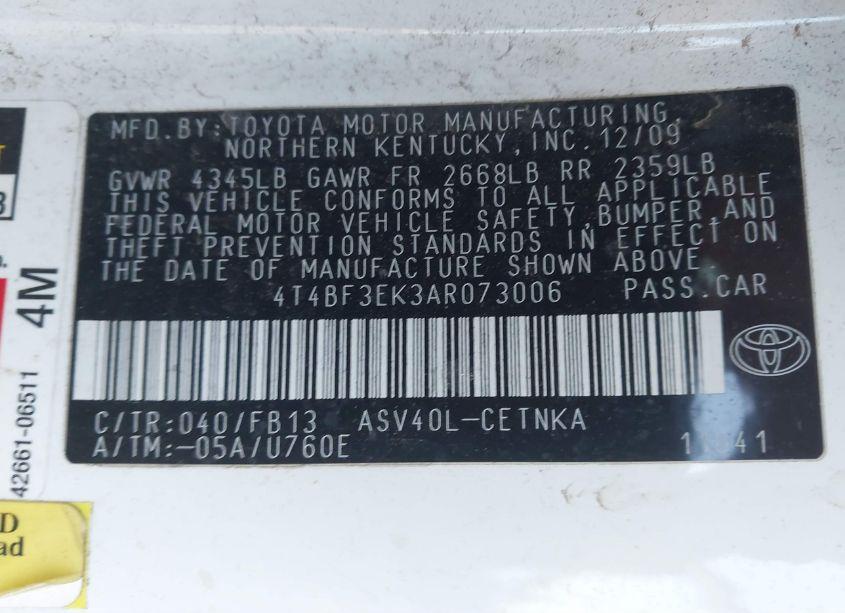 MFD.BY:TOYOTA MOTOR MANUFACTURING,
NORTHERN KENTUCKY, INC. 12/09
GVWR 4345LB GAWR FR 2668LB RR 2359LB
THIS VEHICLE CONFORMS TO ALL APPLICABLE
FEDERAL MOTOR VEHICLE SAFETY, BUMPER, AND
THEFT PREVENTION STANDARDS IN EFFECT ON
THE DATE OF MANUFACTURE SHOWN ABOVE
4T4BF3EK3AR073006 PASS.CAR
C/TR:040/FB13 ASV40L-CETNKA
A/TM:-05A/U760E
4M
42661-06511
D
ad